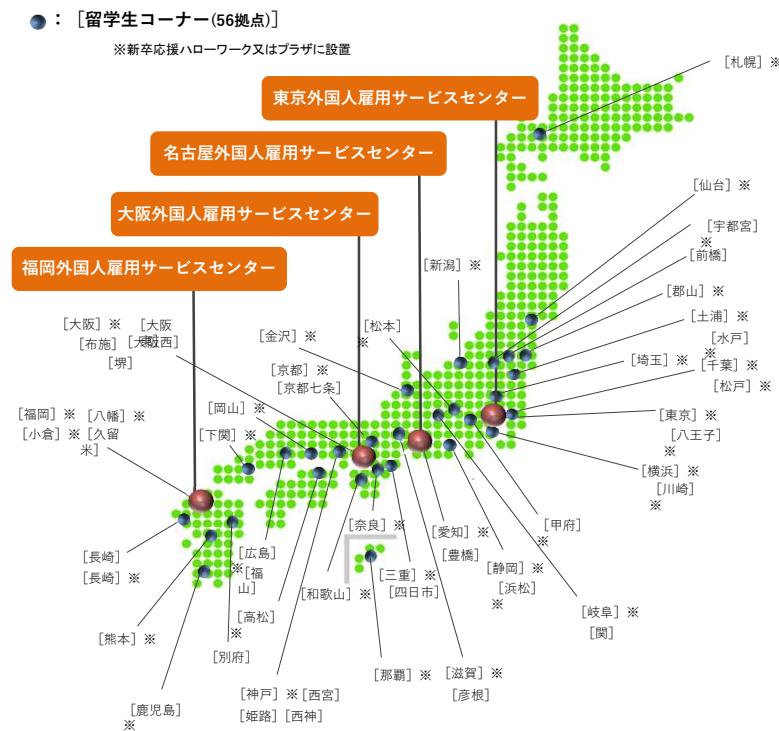 ：［留学生コーナー(56拠点)］
※新卒応援ハローワーク又はプラザに設置
東京外国人雇用サービスセンター
名古屋外国人雇用サービスセンター
大阪外国人雇用サービスセンター
福岡外国人雇用サービスセンター
［札幌］※
［仙台］※
［宇都宮］
※
［前橋］
［郡山］※
［土浦］※
［水戸］
※
［埼玉］※
［千葉］※
［松戸］※
［東京］※
［八王子］
※
［横浜］※
［川崎］
※
［新潟］※
［松本］
※
［金沢］※
［京都］※
［京都七条］
［大阪］※
［大阪
［布施］
［大阪西］
［堺］
［岡山］※
［下関］※
［福岡］※
［八幡］※
［小倉］※
［久留
米］
［長崎］
［長崎］※
［熊本］※
［鹿児島］
※
［別府］
［広島］
※
［福
山］
［高松］
※
［神戸］※［西宮］
［姫路］［西神］
［和歌山］※
［奈良］※
［三重］※
［四日市］
［那覇］※
［滋賀］※
［彦根］
［愛知］※
［豊橋］
［静岡］※
［浜松］
※
［甲府］
※
［岐阜］※
［関］